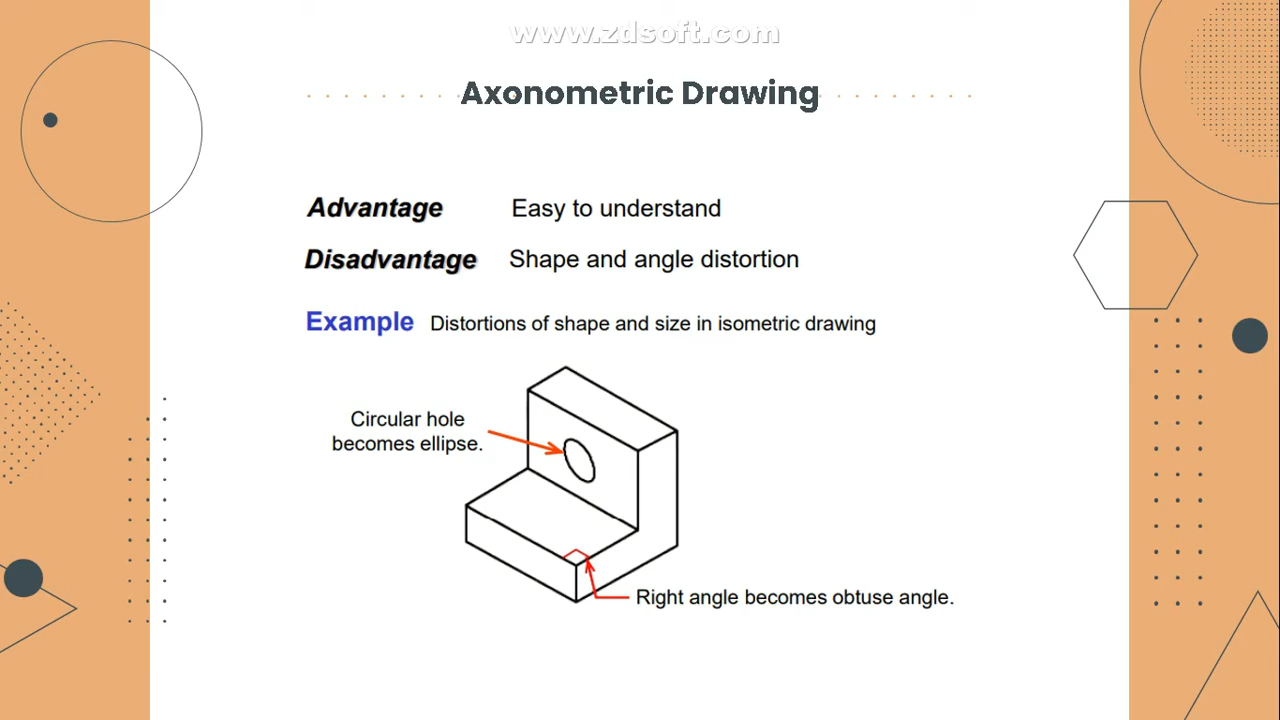 www.zdsoft.com
Axonometric Drawing
Advantage Easy to understand
Disadvantage Shape and angle distortion
Example Distortions of shape and size in isometric drawing
Circular hole
becomes ellipse.
Right angle becomes obtuse angle.